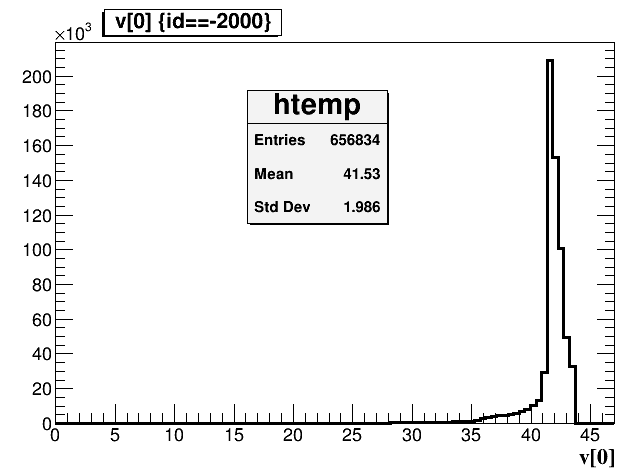 v[0] {id==-2000}
×10³
htemp
Entries 656834
Mean 41.53
Std Dev 1.986
200
180
160
140
120
100
80
60
40
20
0
0 5 10 15 20 25 30 35 40 45
v[0]